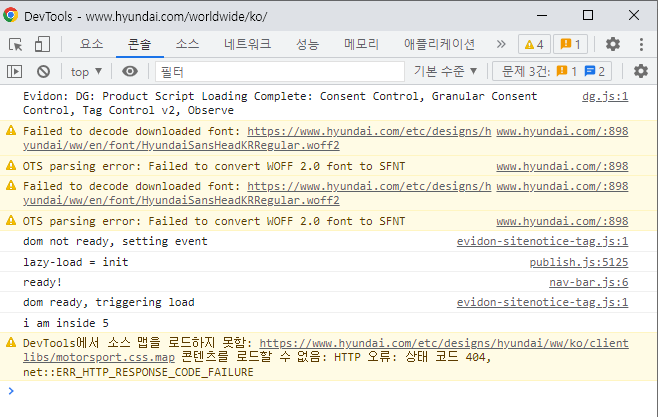 DevTools - www.hyundai.com/worldwide/ko/
요소 콘솔 소스 네트워크 성능 메모리 애플리케이션 » 4 1
top ▼ 필터 기본 수준 ▼ 문제 3건: 1 2
Evidon: DG: Product Script Loading Complete: Consent Control, Granular Consent dg.js:1
Control, Tag Control v2, Observe
Failed to decode downloaded font: https://www.hyundai.com/etc/designs/h www.hyundai.com/:898
yundai/ww/en/font/HyundaiSansHeadKRRegular.woff2
OTS parsing error: Failed to convert WOFF 2.0 font to SFNT www.hyundai.com/:898
Failed to decode downloaded font: https://www.hyundai.com/etc/designs/h www.hyundai.com/:898
yundai/ww/en/font/HyundaiSansHeadKRRegular.woff2
OTS parsing error: Failed to convert WOFF 2.0 font to SFNT www.hyundai.com/:898
dom not ready, setting event evidon-sitenotice-tag.js:1
lazy-load = init publish.js:5125
ready! nav-bar.js:6
dom ready, triggering load evidon-sitenotice-tag.js:1
i am inside 5
DevTools에서 소스 맵을 로드하지 못함: https://www.hyundai.com/etc/designs/hyundai/ww/ko/client
libs/motorsport.css.map 콘텐츠를 로드할 수 없음: HTTP 오류: 상태 코드 404,
net::ERR_HTTP_RESPONSE_CODE_FAILURE